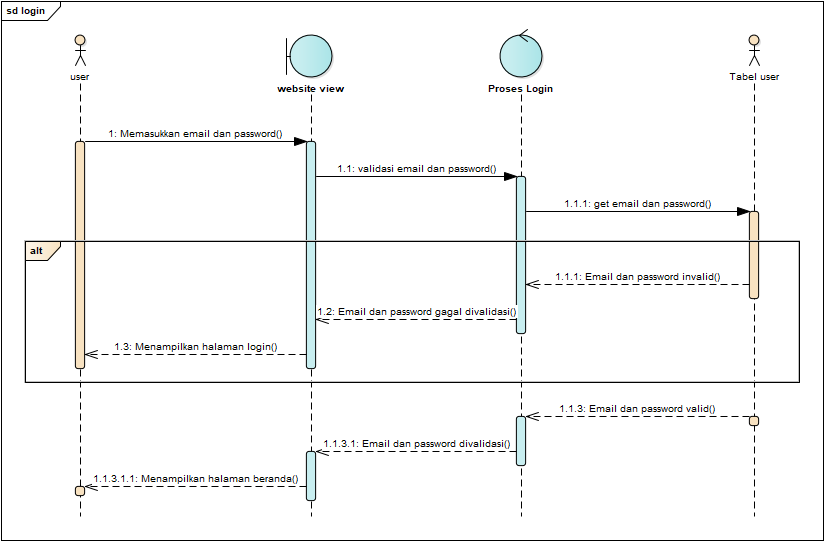 sd login
user
website view
Proses Login
Tabel user
1: Memasukkan email dan password()
1.1: validasi email dan password()
1.1.1: get email dan password()
alt
1.1.1: Email dan password invalid()
1.2: Email dan password gagal divalidasi()
1.3: Menampilkan halaman login()
1.1.3: Email dan password valid()
1.1.3.1: Email dan password divalidasi()
1.1.3.1.1: Menampilkan halaman beranda()